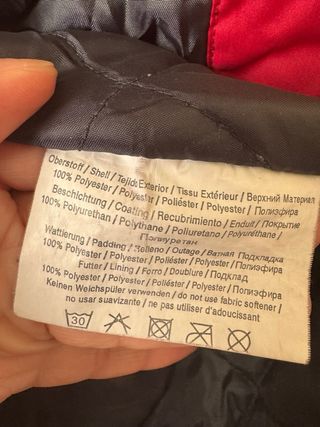 Oberstoff / Shell / Tejido Exterior / Tissu Extérieur / Верхний Материал
100% Polyester / Polyester / Poliéster / Polyester / Полиэфира
Beschichtung / Coating / Recubrimiento / Enduit / Покрытие
100% Polyurethan / Polythane / Poliuretano / Polyuréthane /
Полиуретан
Wattierung / Padding / Relleno / Outage / Ватная Подкладка
100% Polyester / Polyester / Poliéster / Polyester / Полиэфира
Futter / Lining / Forro / Doublure / Подклад
100% Polyester / Polyester / Poliéster / Polyester / Полиэфира
Keinen Weichspüler verwenden / do not use fabric softener /
no usar suavizante / ne pas utiliser d'adoucissant
30